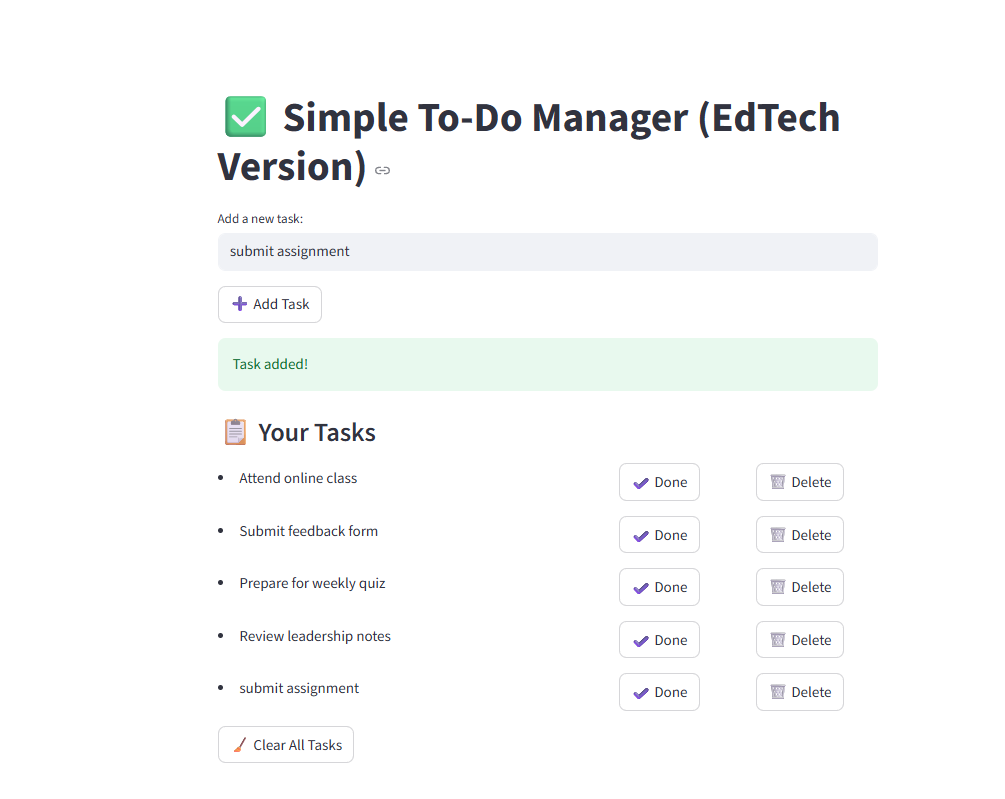 ✅ Simple To-Do Manager (EdTech
Version)
Add a new task:
submit assignment
➕ Add Task
Task added!
📋 Your Tasks
• Attend online class ✔ Done 🗑 Delete
• Submit feedback form ✔ Done 🗑 Delete
• Prepare for weekly quiz ✔ Done 🗑 Delete
• Review leadership notes ✔ Done 🗑 Delete
• submit assignment ✔ Done 🗑 Delete
🧹 Clear All Tasks